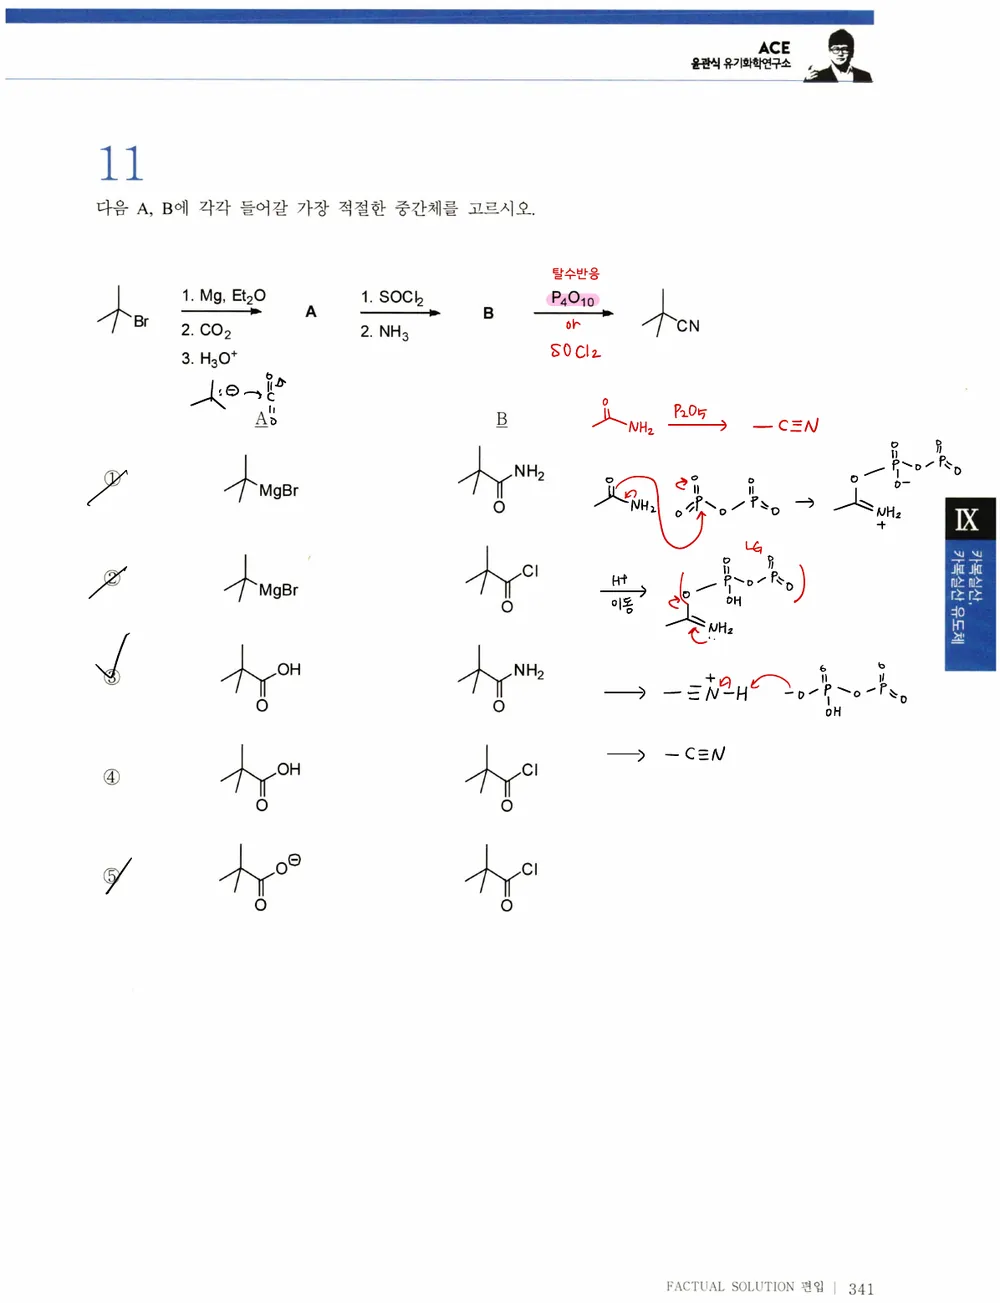 ACE
윤관식 유기화학연구소
11
다음 A, B에 각각 들어갈 가장 적절한 중간체를 고르시오.
탈수반응
Br
1. Mg, Et2O
2. CO2
3. H3O+
A
1. SOCl2
2. NH3
B
P4O10
or
SOCl2
CN
⊖ C O O
A
B
O NH2 P2O5 — C≡N
① MgBr NH2 O
② MgBr Cl O
H+
이동
LG
③ OH O NH2 O
④ OH O Cl O
— C≡N
⑤ O⊖ O Cl O
IX
카복실산,
카복실산 유도체
FACTUAL SOLUTION 편입 | 341